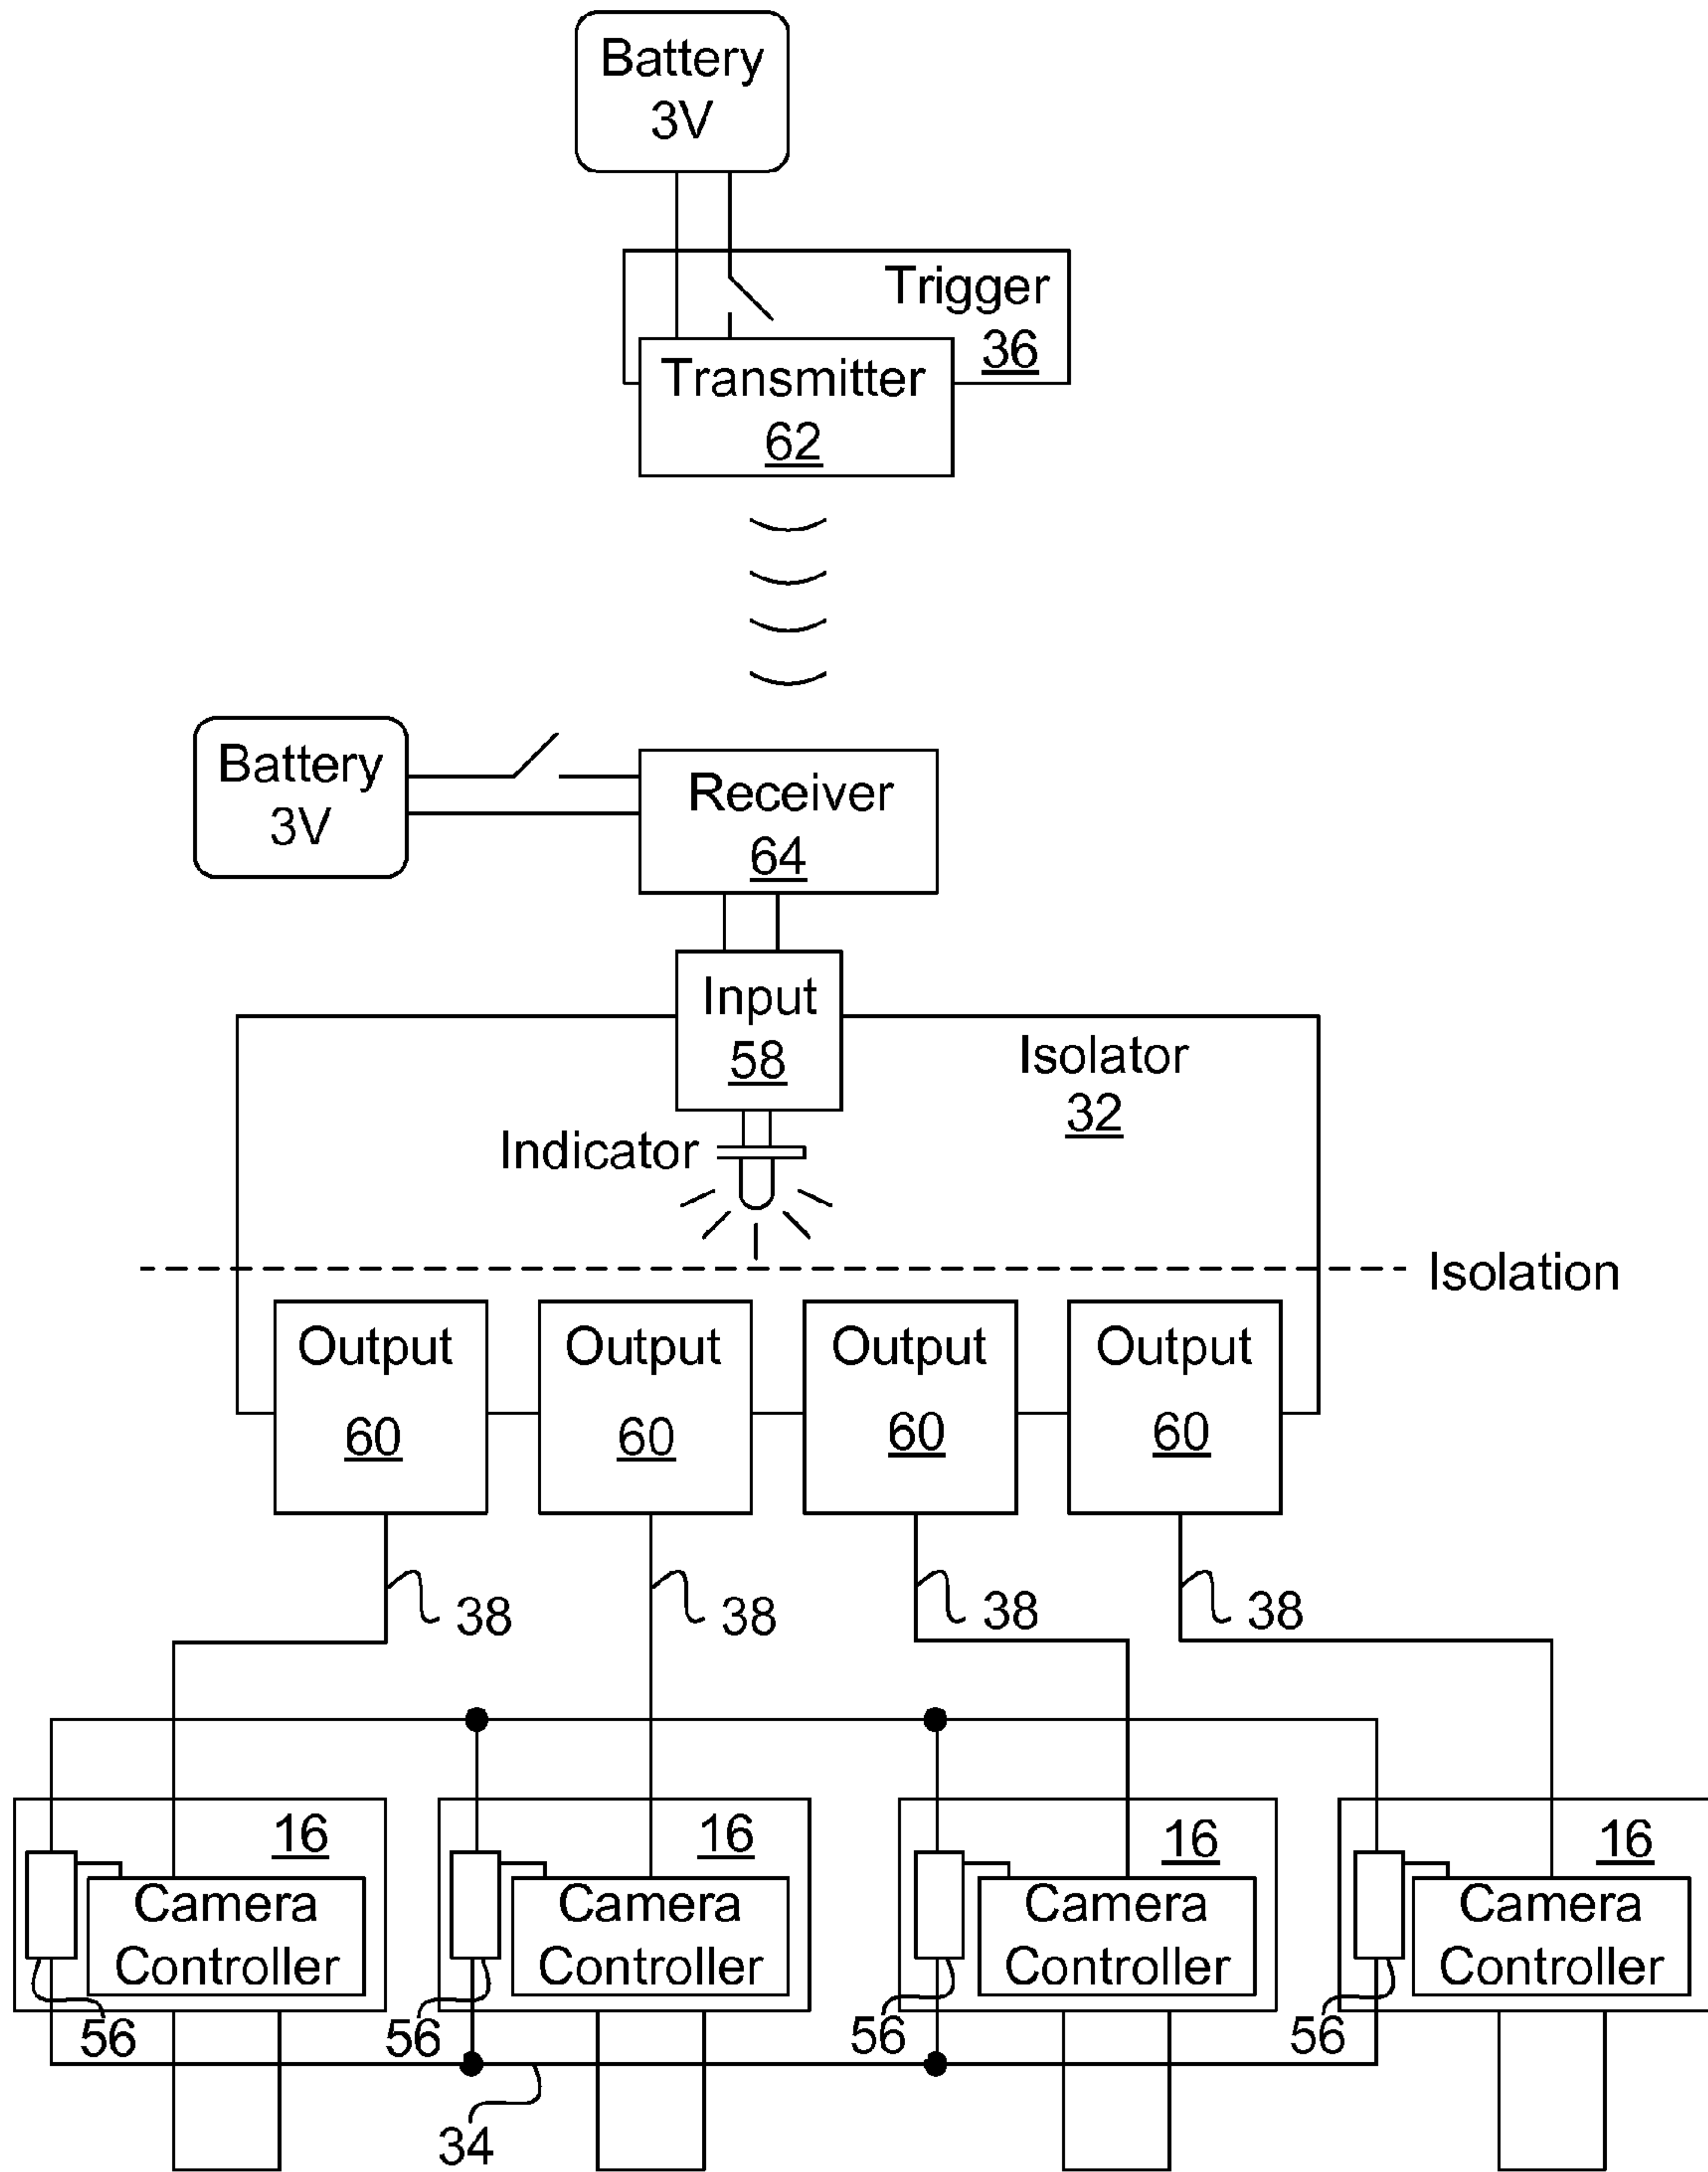 Battery
3V
Trigger
36
Transmitter
62
Battery
3V
Receiver
64
Input
58
Isolator
32
Indicator
Isolation
Output
60
Output
60
Output
60
Output
60
38
38
38
38
16
16
16
16
Camera
Controller
Camera
Controller
Camera
Controller
Camera
Controller
56
56
56
56
34